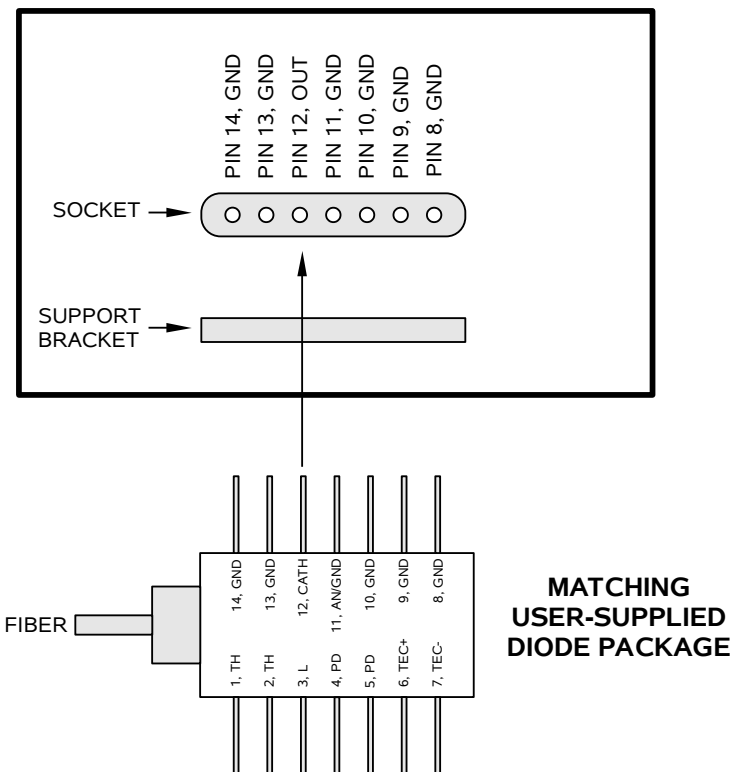 PIN 14, GND
PIN 13, GND
PIN 12, OUT
PIN 11, GND
PIN 10, GND
PIN 9, GND
PIN 8, GND
SOCKET
SUPPORT
BRACKET
14, GND
13, GND
12, CATH
11, AN/GND
10, GND
9, GND
8, GND
FIBER
1, TH
2, TH
3, L
4, PD
5, PD
6, TEC+
7, TEC-
MATCHING
USER-SUPPLIED
DIODE PACKAGE